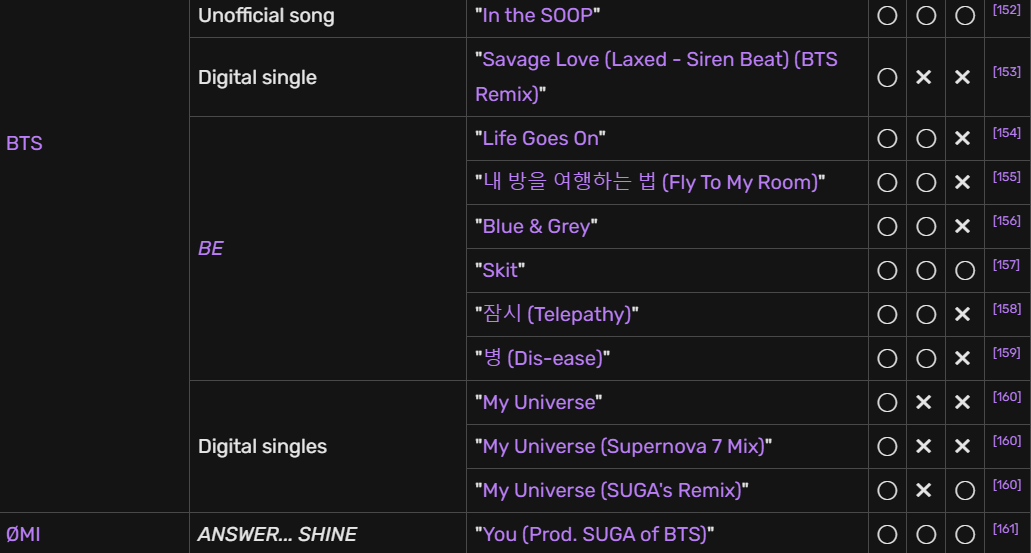 Unofficial song "In the SOOP" ○ ○ ○ [152]
Digital single "Savage Love (Laxed - Siren Beat) (BTS
Remix)" ○ × × [153]
BTS
BE
"Life Goes On" ○ ○ × [154]
"내 방을 여행하는 법 (Fly To My Room)" ○ ○ × [155]
"Blue & Grey" ○ ○ × [156]
"Skit" ○ ○ ○ [157]
"잠시 (Telepathy)" ○ ○ × [158]
"병 (Dis-ease)" ○ ○ × [159]
Digital singles
"My Universe" ○ × × [160]
"My Universe (Supernova 7 Mix)" ○ × × [160]
"My Universe (SUGA's Remix)" ○ × ○ [160]
ØMI ANSWER... SHINE "You (Prod. SUGA of BTS)" ○ ○ ○ [161]